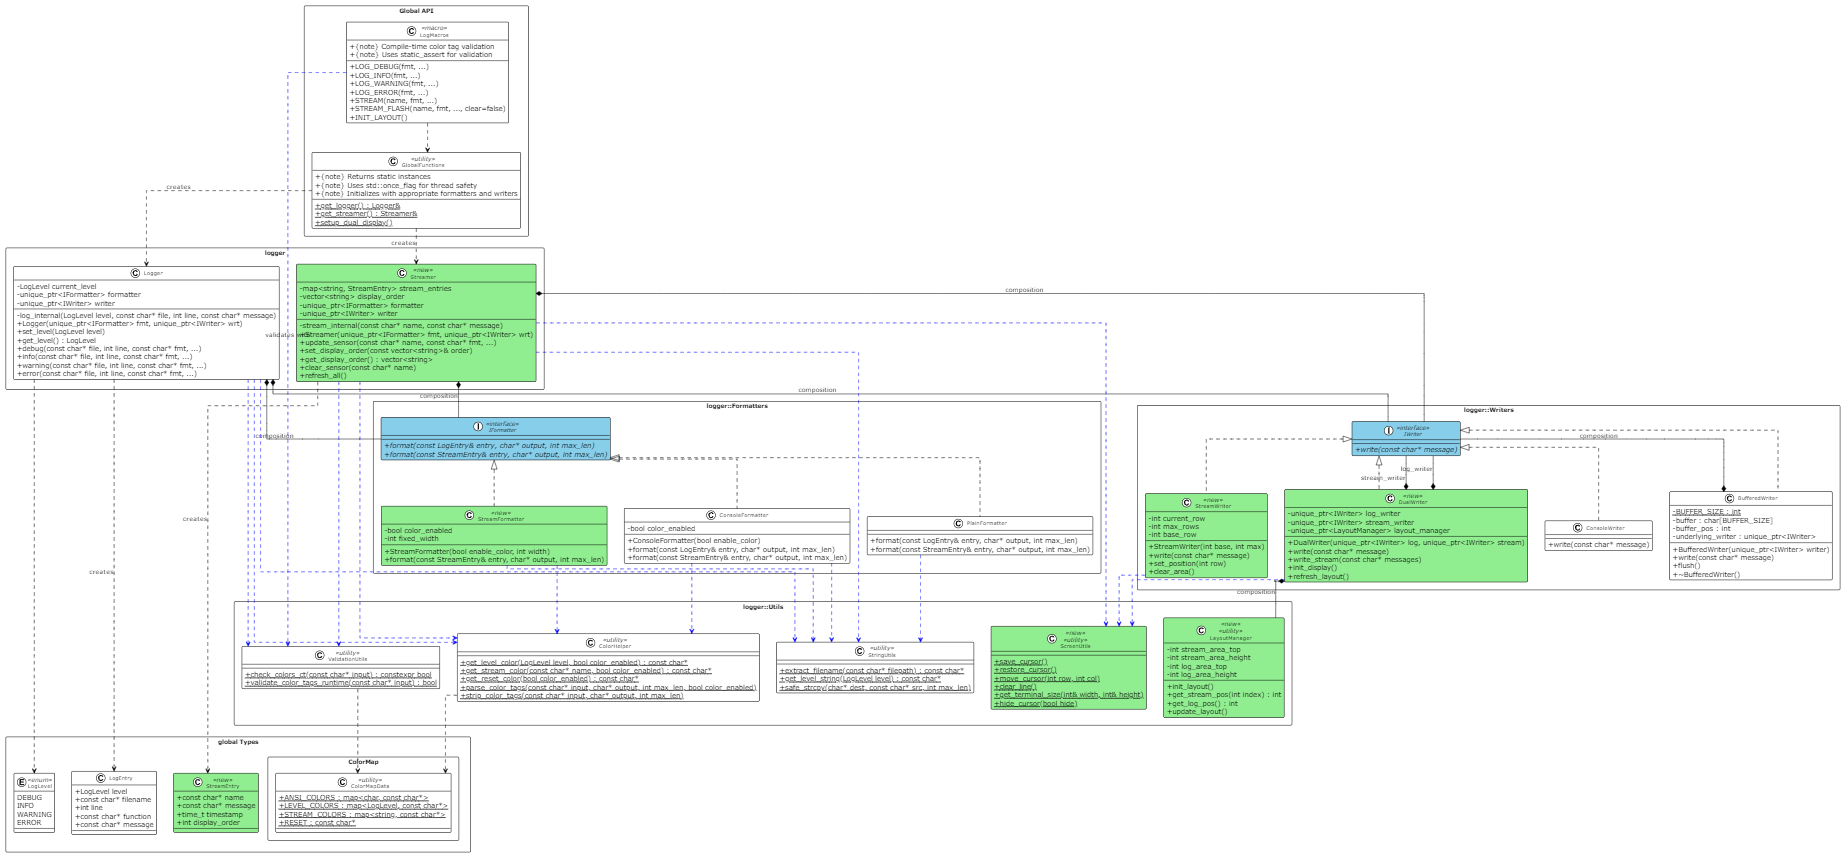 Global API
«macro»
LogMacros
+{note} Compile-time color tag validation
+{note} Uses static_assert for validation
+LOG_DEBUG(fmt, ...)
+LOG_INFO(fmt, ...)
+LOG_WARNING(fmt, ...)
+LOG_ERROR(fmt, ...)
+STREAM(name, fmt, ...)
+STREAM_FLASH(name, fmt, ..., clear=false)
+INIT_LAYOUT()
«utility»
GlobalFunctions
+{note} Returns static instances
+{note} Uses std::once_flag for thread safety
+{note} Initializes with appropriate formatters and writers
+get_logger() : Logger&
+get_streamer() : Streamer&
+setup_dual_display()
creates
creates
logger
Logger
-LogLevel current_level
-unique_ptr<IFormatter> formatter
-unique_ptr<IWriter> writer
-log_internal(LogLevel level, const char* file, int line, const char* message)
+Logger(unique_ptr<IFormatter> fmt, unique_ptr<IWriter> wrt)
+set_level(LogLevel level)
+get_level() : LogLevel
+debug(const char* file, int line, const char* fmt, ...)
+info(const char* file, int line, const char* fmt, ...)
+warning(const char* file, int line, const char* fmt, ...)
+error(const char* file, int line, const char* fmt, ...)
«new»
Streamer
-map<string, StreamEntry> stream_entries
-vector<string> display_order
-unique_ptr<IFormatter> formatter
-unique_ptr<IWriter> writer
-stream_internal(const char* name, const char* message)
+Streamer(unique_ptr<IFormatter> fmt, unique_ptr<IWriter> wrt)
+update_sensor(const char* name, const char* fmt, ...)
+set_display_order(const vector<string>& order)
+get_display_order() : vector<string>
+clear_sensor(const char* name)
+refresh_all()
validates
composition
composition
composition
composition
logger::Formatters
«interface»
IFormatter
+format(const LogEntry& entry, char* output, int max_len)
+format(const StreamEntry& entry, char* output, int max_len)
«new»
StreamFormatter
-bool color_enabled
-int fixed_width
+StreamFormatter(bool enable_color, int width)
+format(const StreamEntry& entry, char* output, int max_len)
ConsoleFormatter
-bool color_enabled
+ConsoleFormatter(bool enable_color)
+format(const LogEntry& entry, char* output, int max_len)
+format(const StreamEntry& entry, char* output, int max_len)
PlainFormatter
+format(const LogEntry& entry, char* output, int max_len)
+format(const StreamEntry& entry, char* output, int max_len)
logger::Writers
«interface»
IWriter
+write(const char* message)
composition
log_writer
stream_writer
«new»
StreamWriter
-int current_row
-int max_rows
-int base_row
+StreamWriter(int base, int max)
+write(const char* message)
+set_position(int row)
+clear_area()
«new»
DualWriter
-unique_ptr<IWriter> log_writer
-unique_ptr<IWriter> stream_writer
-unique_ptr<LayoutManager> layout_manager
+DualWriter(unique_ptr<IWriter> log, unique_ptr<IWriter> stream)
+write(const char* message)
+write_stream(const char* messages)
+init_display()
+refresh_layout()
ConsoleWriter
+write(const char* message)
BufferedWriter
-BUFFER_SIZE : int
-buffer : char[BUFFER_SIZE]
-buffer_pos : int
-underlying_writer : unique_ptr<IWriter>
+BufferedWriter(unique_ptr<IWriter> writer)
+write(const char* message)
+flush()
+~BufferedWriter()
composition
creates
creates
logger::Utils
«utility»
ValidationUtils
+check_colors_ct(const char* input) : constexpr bool
+validate_color_tags_runtime(const char* input) : bool
«utility»
ColorHelper
+get_level_color(LogLevel level, bool color_enabled) : const char*
+get_stream_color(const char* name, bool color_enabled) : const char*
+get_reset_color(bool color_enabled) : const char*
+parse_color_tags(const char* input, char* output, int max_len, bool color_enabled)
+strip_color_tags(const char* input, char* output, int max_len)
«utility»
StringUtils
+extract_filename(const char* filepath) : const char*
+get_level_string(LogLevel level) : const char*
+safe_strcpy(char* dest, const char* src, int max_len)
«new»
«utility»
ScreenUtils
+save_cursor()
+restore_cursor()
+move_cursor(int row, int col)
+clear_line()
+get_terminal_size(int& width, int& height)
+hide_cursor(bool hide)
«new»
«utility»
LayoutManager
-int stream_area_top
-int stream_area_height
-int log_area_top
-int log_area_height
+init_layout()
+get_stream_pos(int index) : int
+get_log_pos() : int
+update_layout()
global Types
«enum»
LogLevel
DEBUG
INFO
WARNING
ERROR
LogEntry
+LogLevel level
+const char* filename
+int line
+const char* function
+const char* message
«new»
StreamEntry
+const char* name
+const char* message
+time_t timestamp
+int display_order
ColorMap
«utility»
ColorMapData
+ANSI_COLORS : map<char, const char*>
+LEVEL_COLORS : map<LogLevel, const char*>
+STREAM_COLORS : map<string, const char*>
+RESET : const char*